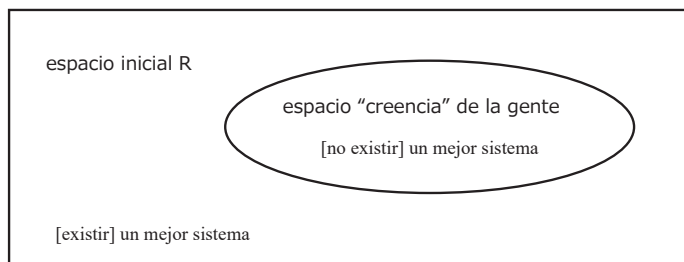 espacio inicial R
espacio “creencia” de la gente
[no existir] un mejor sistema
[existir] un mejor sistema